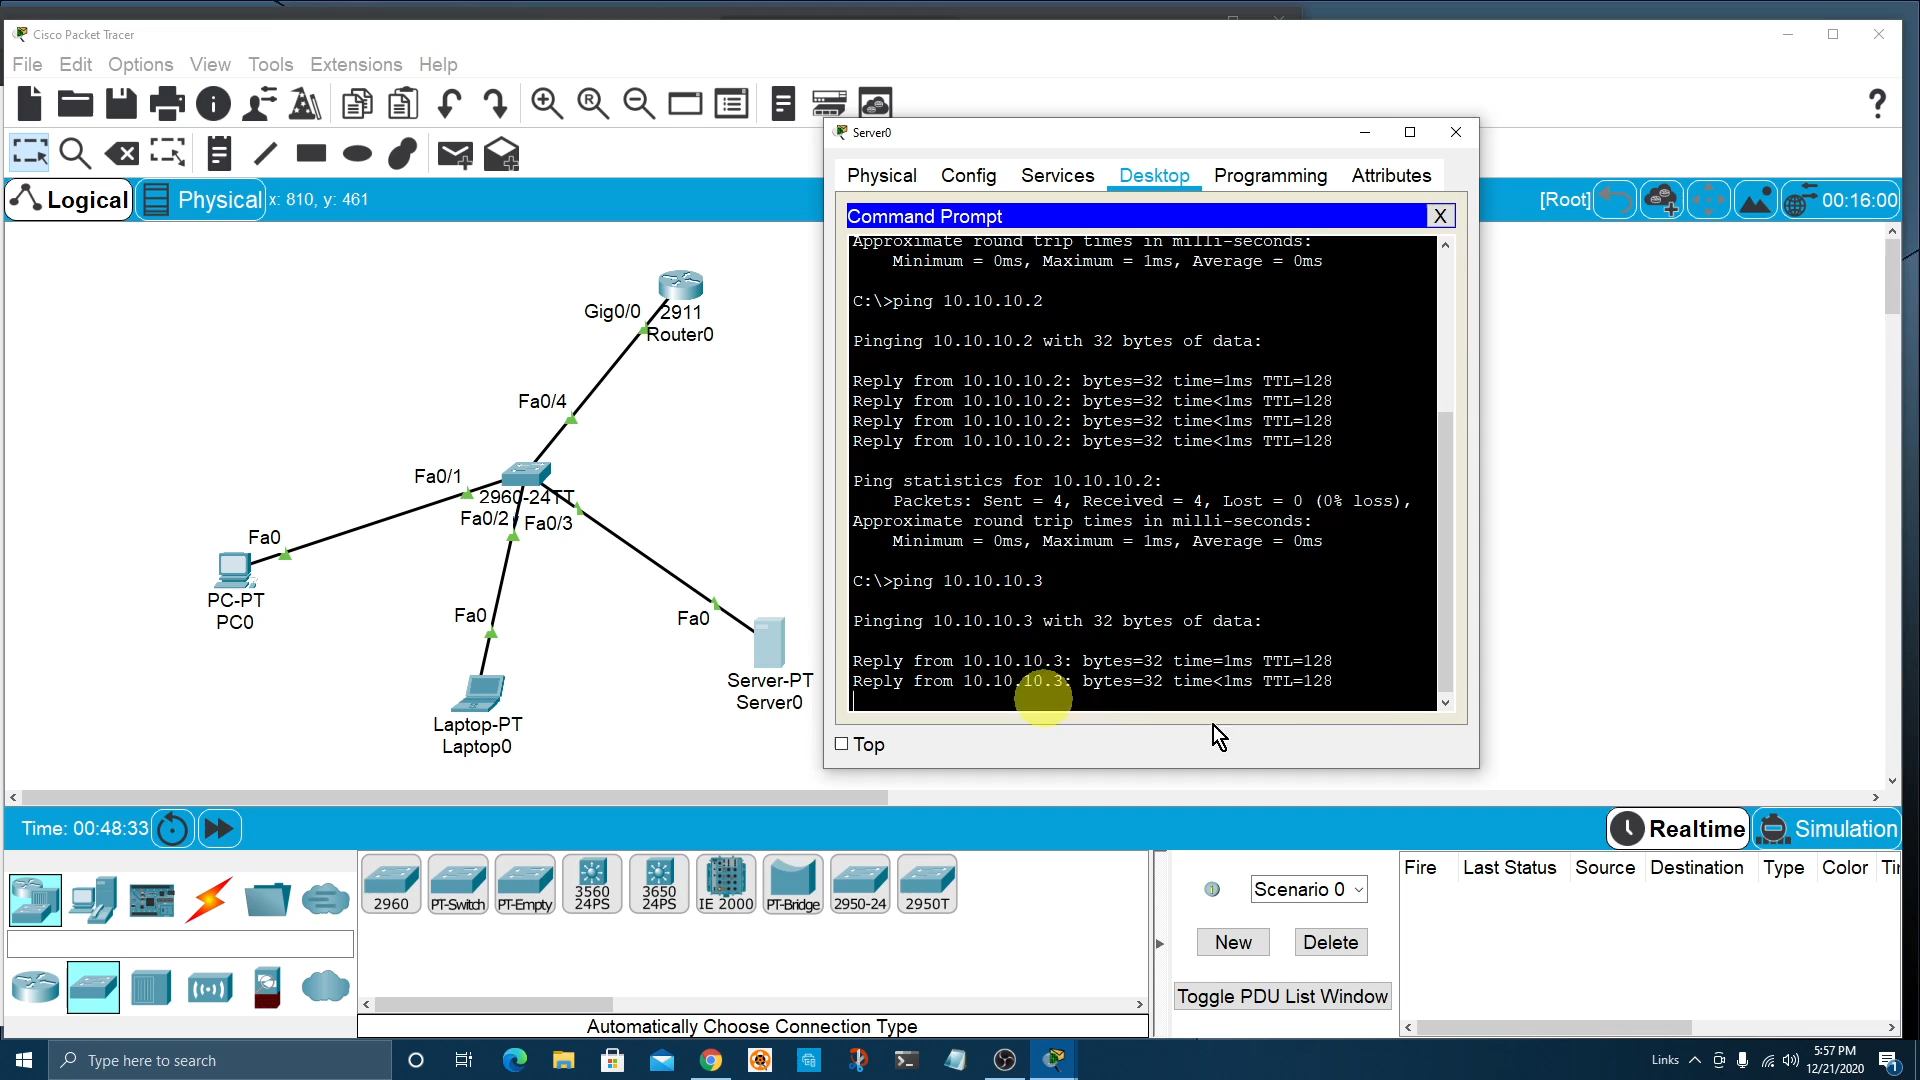 Cisco Packet Tracer
File Edit Options View Tools Extensions Help
?
Server0
Physical Config Services Desktop Programming Attributes
Logical Physical x: 810, y: 461
[Root] 00:16:00
Command Prompt X
Approximate round trip times in milli-seconds:
Minimum = 0ms, Maximum = 1ms, Average = 0ms
C:\>ping 10.10.10.2
Pinging 10.10.10.2 with 32 bytes of data:
Reply from 10.10.10.2: bytes=32 time=1ms TTL=128
Reply from 10.10.10.2: bytes=32 time<1ms TTL=128
Reply from 10.10.10.2: bytes=32 time<1ms TTL=128
Reply from 10.10.10.2: bytes=32 time<1ms TTL=128
Ping statistics for 10.10.10.2:
Packets: Sent = 4, Received = 4, Lost = 0 (0% loss),
Approximate round trip times in milli-seconds:
Minimum = 0ms, Maximum = 1ms, Average = 0ms
C:\>ping 10.10.10.3
Pinging 10.10.10.3 with 32 bytes of data:
Reply from 10.10.10.3: bytes=32 time=1ms TTL=128
Reply from 10.10.10.3: bytes=32 time<1ms TTL=128
Top
Gig0/0 2911
Router0
Fa0/4
Fa0/1
2960-24TT
Fa0/2 Fa0/3
Fa0
PC-PT
PC0
Fa0
Fa0
Laptop-PT
Laptop0
Server-PT
Server0
Time: 00:48:33
Realtime Simulation
2960
PT-Switch
PT-Empty
3560
24PS
3650
24PS
IE 2000
PT-Bridge
2950-24
2950T
Automatically Choose Connection Type
Scenario 0
New Delete
Toggle PDU List Window
Fire Last Status Source Destination Type Color Ti
Type here to search
Links
5:57 PM
12/21/2020
1